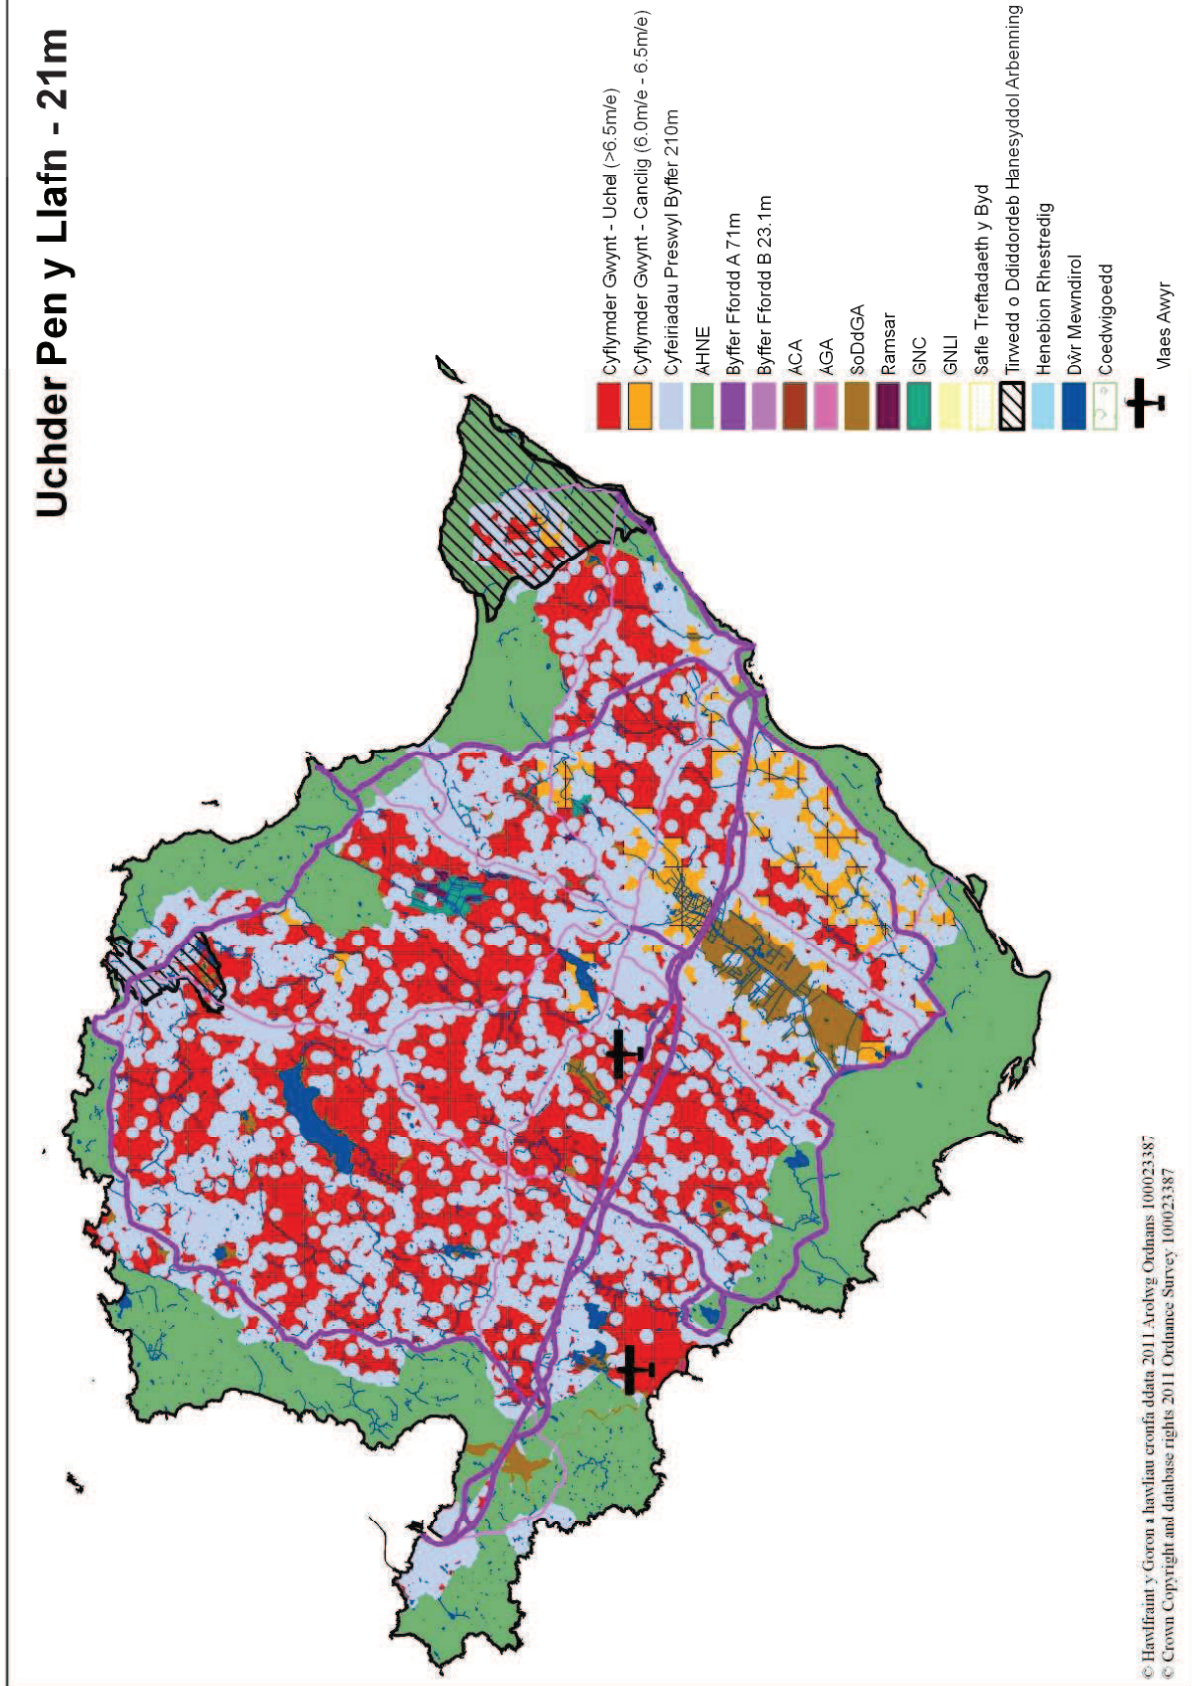 Uchder Pen y Llafn - 21m
Cyflymder Gwynt - Uchel (>6.5m/e)
Cyflymder Gwynt - Canclig (6.0m/e - 6.5m/e)
Cyfeiriadau Preswyl Byffer 210m
AHNE
Byffer Ffordd A 71m
Byffer Ffordd B 23.1m
ACA
AGA
SoDdGA
Ramsar
GNC
GNLl
Safle Treftadaeth y Byd
Tirwedd o Ddiddordeb Hanesyddol Arbenning
Henebion Rhestredig
Dŵr Mewndirol
Coedwigoedd
Maes Awyr
© Hawlfraint y Goron a hawliau cronfa ddata 2011 Arolwg Ordnans 100023387
© Crown Copyright and database rights 2011 Ordnance Survey 100023387